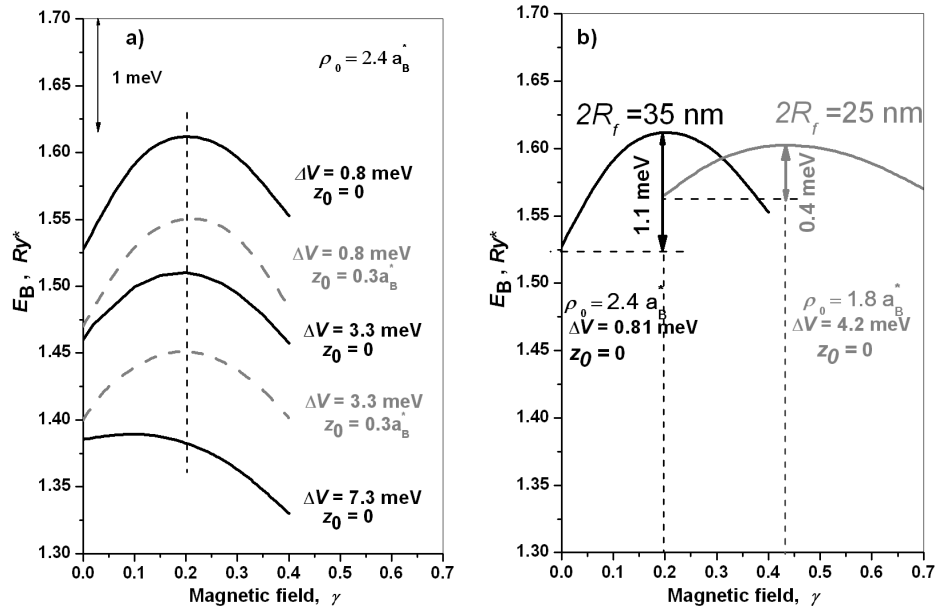 a)
1 meV
ρ₀ = 2.4 a*B
ΔV = 0.8 meV
z0 = 0
ΔV = 0.8 meV
z0 = 0.3a*B
ΔV = 3.3 meV
z0 = 0
ΔV = 3.3 meV
z0 = 0.3a*B
ΔV = 7.3 meV
z0 = 0
1.70
1.65
1.60
1.55
1.50
1.45
1.40
1.35
1.30
EB , Ry*
0.0 0.1 0.2 0.3 0.4 0.5 0.6 0.7
Magnetic field, γ
b)
2Rf =35 nm
2Rf =25 nm
1.1 meV
0.4 meV
ρ₀ = 2.4 a*B
ΔV = 0.81 meV
z0 = 0
ρ₀ = 1.8 a*B
ΔV = 4.2 meV
z0 = 0
1.70
1.65
1.60
1.55
1.50
1.45
1.40
1.35
1.30
EB , Ry*
0.0 0.1 0.2 0.3 0.4 0.5 0.6 0.7
Magnetic field, γ